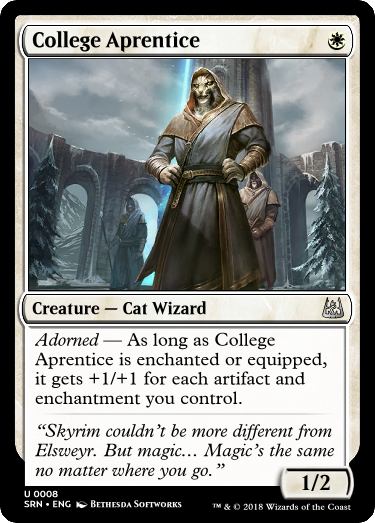 College Aprentice
Creature — Cat Wizard
Adorned — As long as College
Aprentice is enchanted or equipped,
it gets +1/+1 for each artifact and
enchantment you control.
“Skyrim couldn’t be more different from
Elsweyr. But magic… Magic’s the same
no matter where you go.”
1/2
U 0008
SRN • ENG Bethesda Softworks
™ & © 2018 Wizards of the Coast